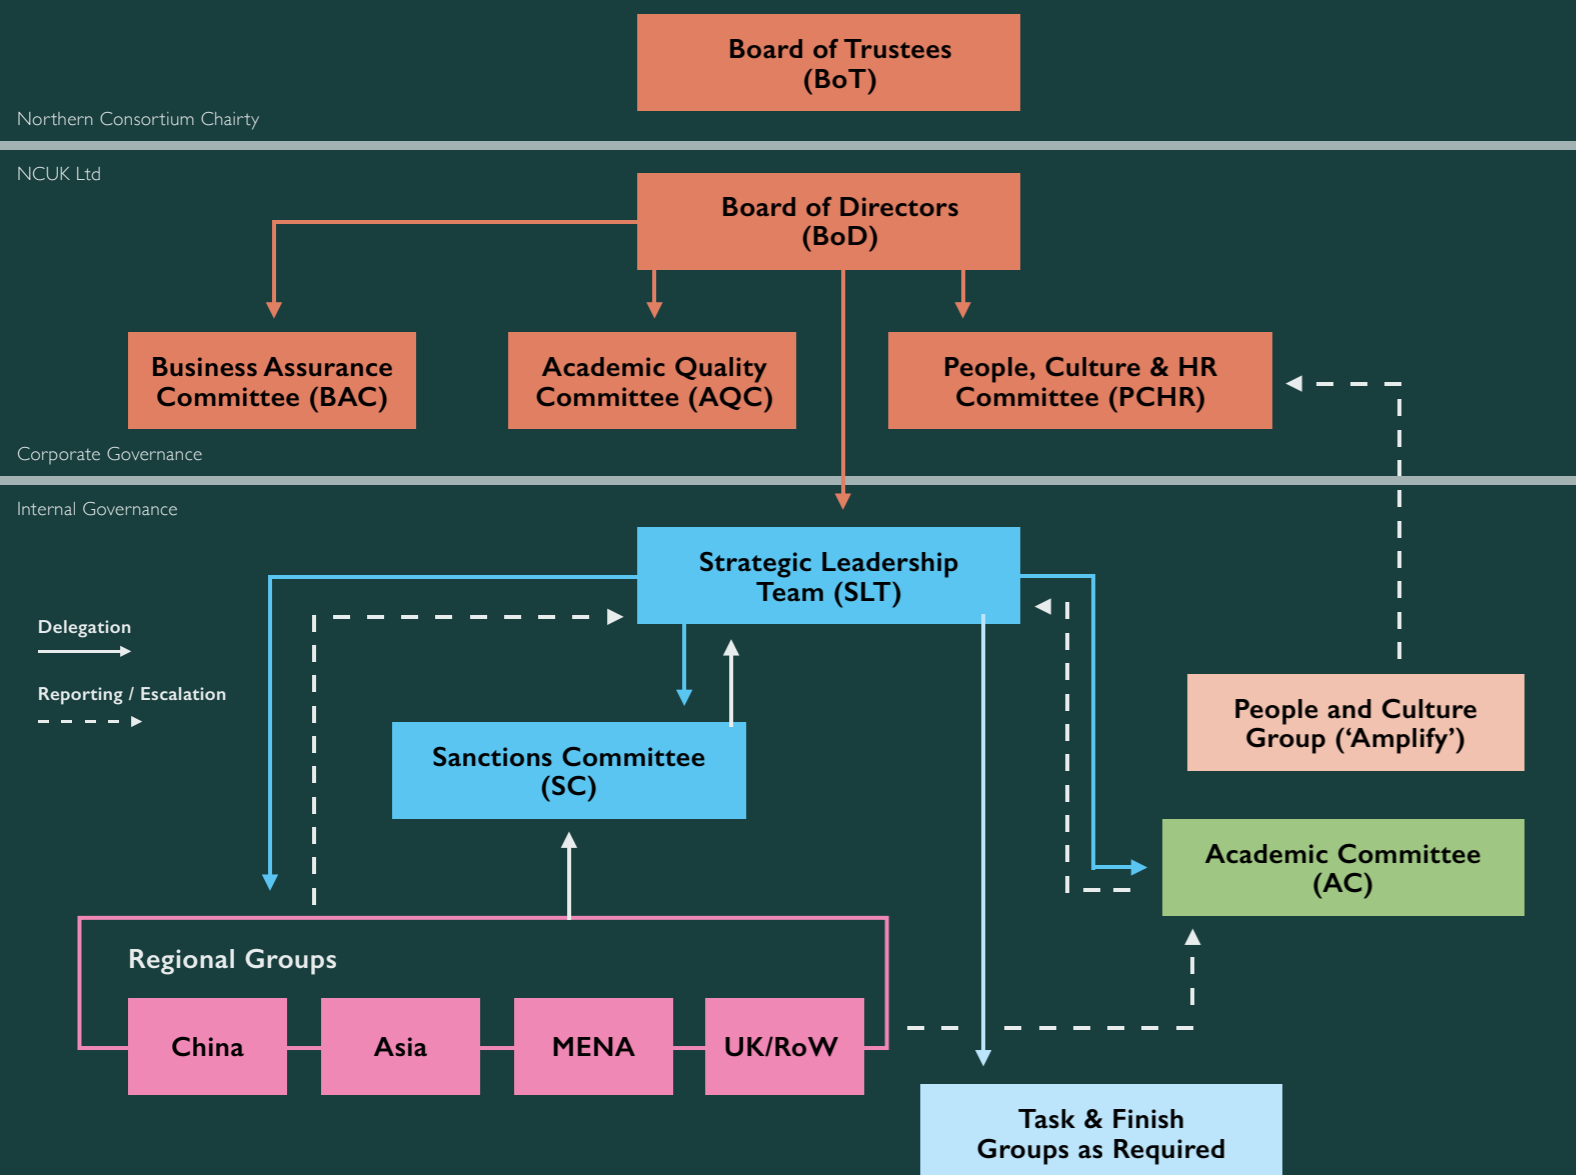 Board of Trustees
(BoT)
Northern Consortium Chairty
NCUK Ltd
Board of Directors
(BoD)
Business Assurance
Committee (BAC)
Academic Quality
Committee (AQC)
People, Culture & HR
Committee (PCHR)
Corporate Governance
Internal Governance
Strategic Leadership
Team (SLT)
Delegation
Reporting / Escalation
People and Culture
Group (‘Amplify’)
Sanctions Committee
(SC)
Academic Committee
(AC)
Regional Groups
China
Asia
MENA
UK/RoW
Task & Finish
Groups as Required